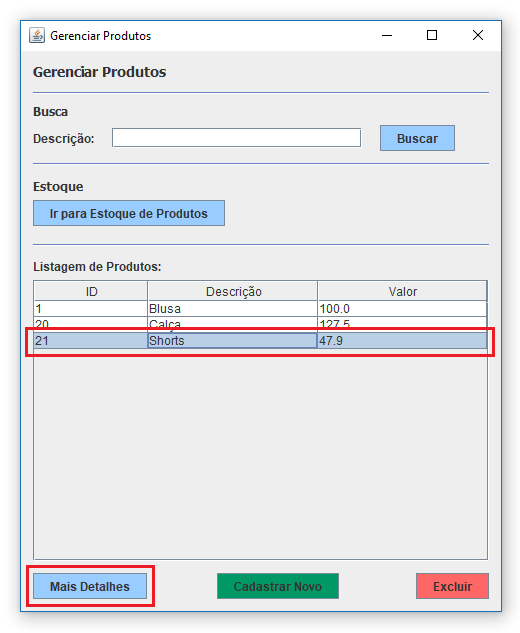 Gerenciar Produtos
Gerenciar Produtos
Busca
Descrição:
Buscar
Estoque
Ir para Estoque de Produtos
Listagem de Produtos:
ID Descrição Valor
1 Blusa 100.0
20 Calça 127.5
21 Shorts 47.9
Mais Detalhes Cadastrar Novo Excluir